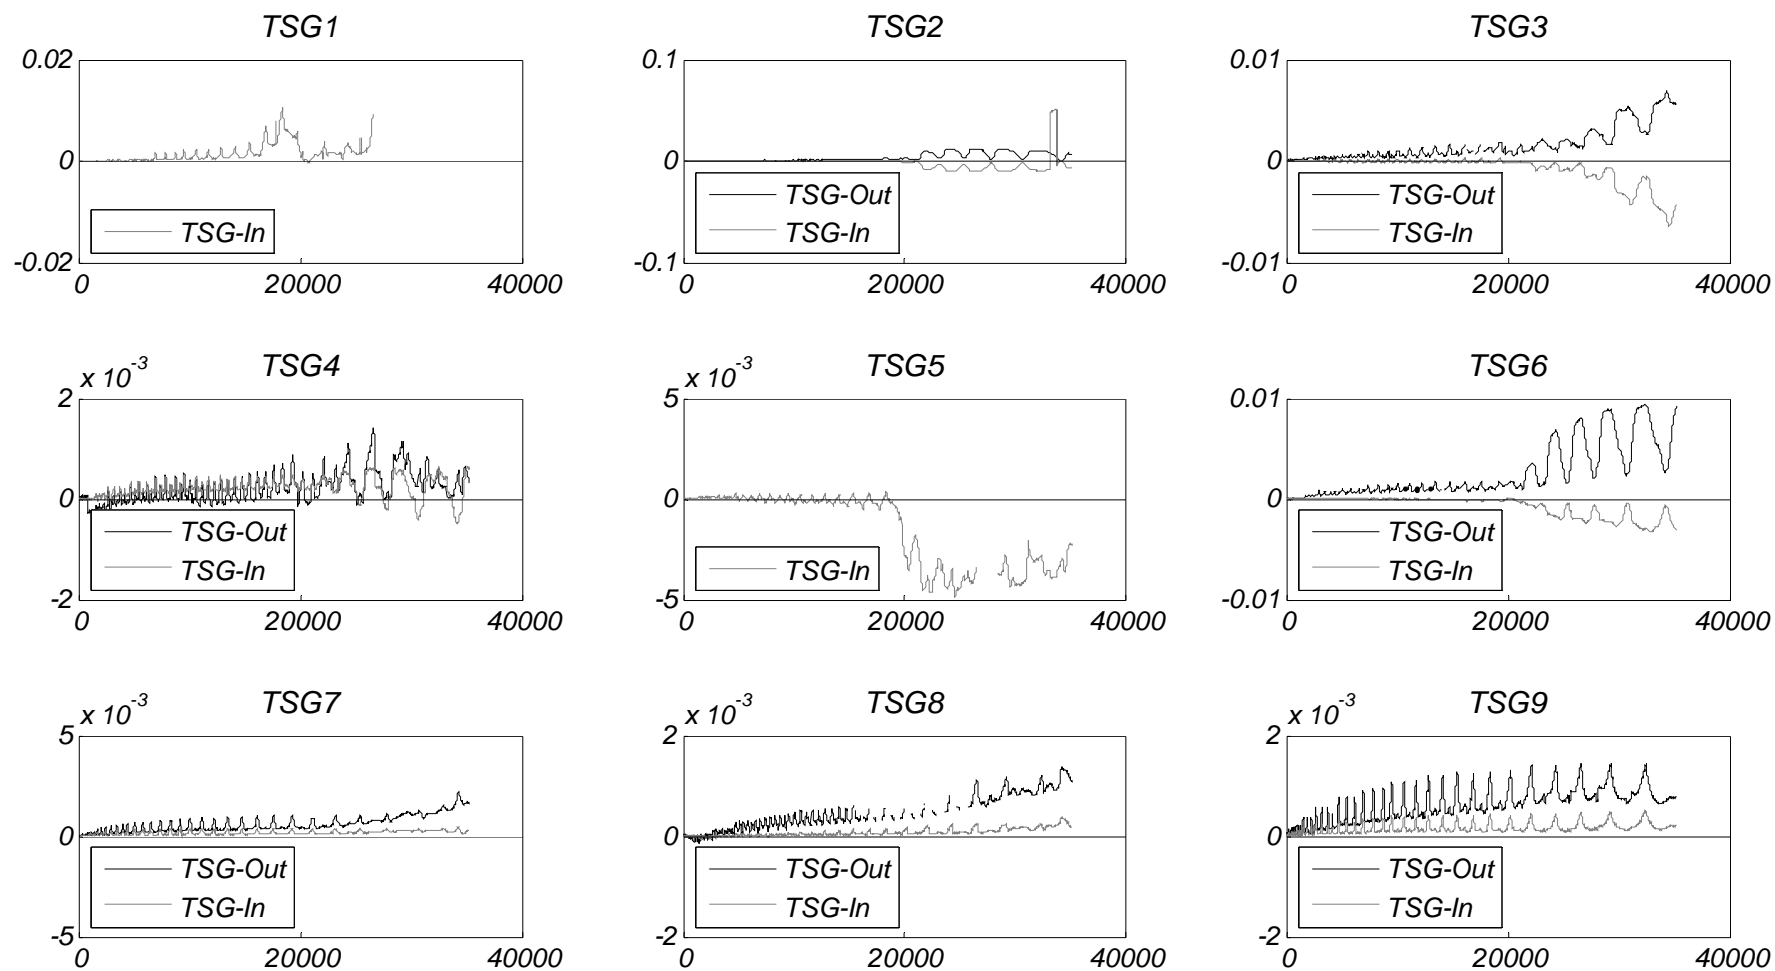 TSG1
0.02
0
-0.02
TSG-In
0 20000 40000
TSG2
0.1
0
-0.1
TSG-Out
TSG-In
0 20000 40000
TSG3
0.01
0
-0.01
TSG-Out
TSG-In
0 20000 40000
TSG4
x 10^-3
2
0
-2
TSG-Out
TSG-In
0 20000 40000
TSG5
x 10^-3
5
0
-5
TSG-In
0 20000 40000
TSG6
0.01
0
-0.01
TSG-Out
TSG-In
0 20000 40000
TSG7
x 10^-3
5
0
-5
TSG-Out
TSG-In
0 20000 40000
TSG8
x 10^-3
2
0
-2
TSG-Out
TSG-In
0 20000 40000
TSG9
x 10^-3
2
0
-2
TSG-Out
TSG-In
0 20000 40000